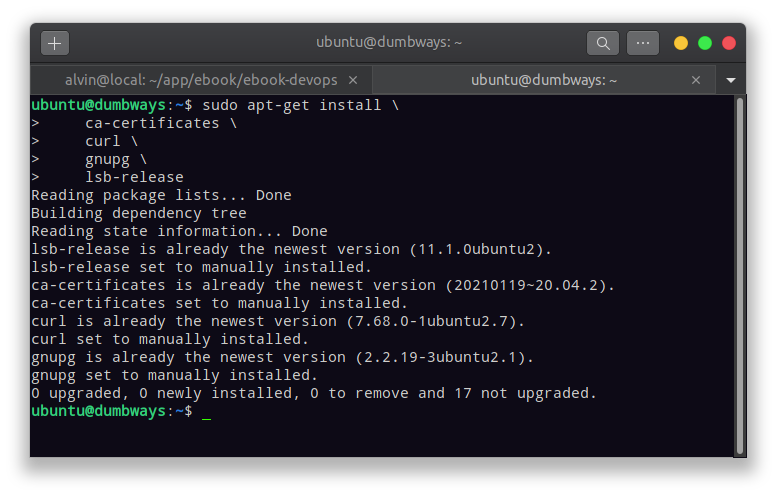 ubuntu@dumbways: ~
alvin@local: ~/app/ebook/ebook-devops
ubuntu@dumbways: ~
ubuntu@dumbways:~$ sudo apt-get install \
>     ca-certificates \
>     curl \
>     gnupg \
>     lsb-release
Reading package lists... Done
Building dependency tree
Reading state information... Done
lsb-release is already the newest version (11.1.0ubuntu2).
lsb-release set to manually installed.
ca-certificates is already the newest version (20210119~20.04.2).
ca-certificates set to manually installed.
curl is already the newest version (7.68.0-1ubuntu2.7).
curl set to manually installed.
gnupg is already the newest version (2.2.19-3ubuntu2.1).
gnupg set to manually installed.
0 upgraded, 0 newly installed, 0 to remove and 17 not upgraded.
ubuntu@dumbways:~$ _